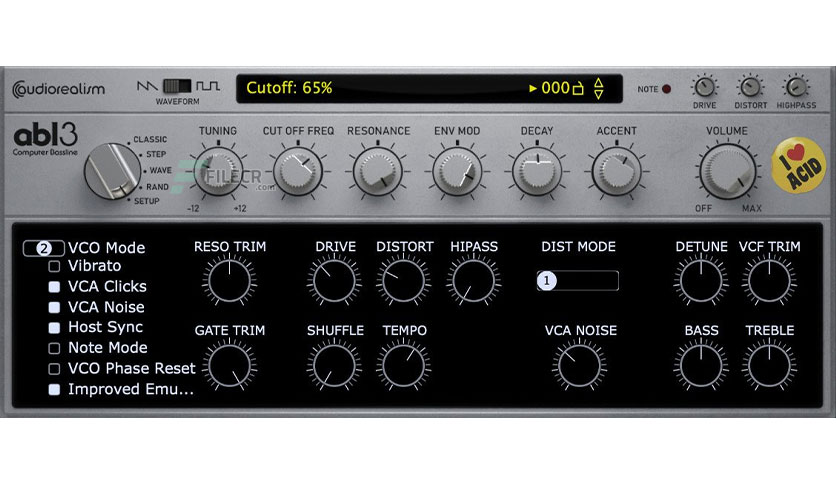 audiorealism
WAVEFORM
Cutoff: 65%
000
NOTE
DRIVE
DISTORT
HIGHPASS
abl3
Computer Bassline
CLASSIC
STEP
WAVE
RAND
SETUP
TUNING
-12
+12
CUT OFF FREQ
RESONANCE
ENV MOD
DECAY
ACCENT
VOLUME
OFF
MAX
I
ACID
FILECR
.com
2 VCO Mode
Vibrato
VCA Clicks
VCA Noise
Host Sync
Note Mode
VCO Phase Reset
Improved Emu...
RESO TRIM
DRIVE
DISTORT
HIPASS
DIST MODE
1
DETUNE
VCF TRIM
GATE TRIM
SHUFFLE
TEMPO
VCA NOISE
BASS
TREBLE